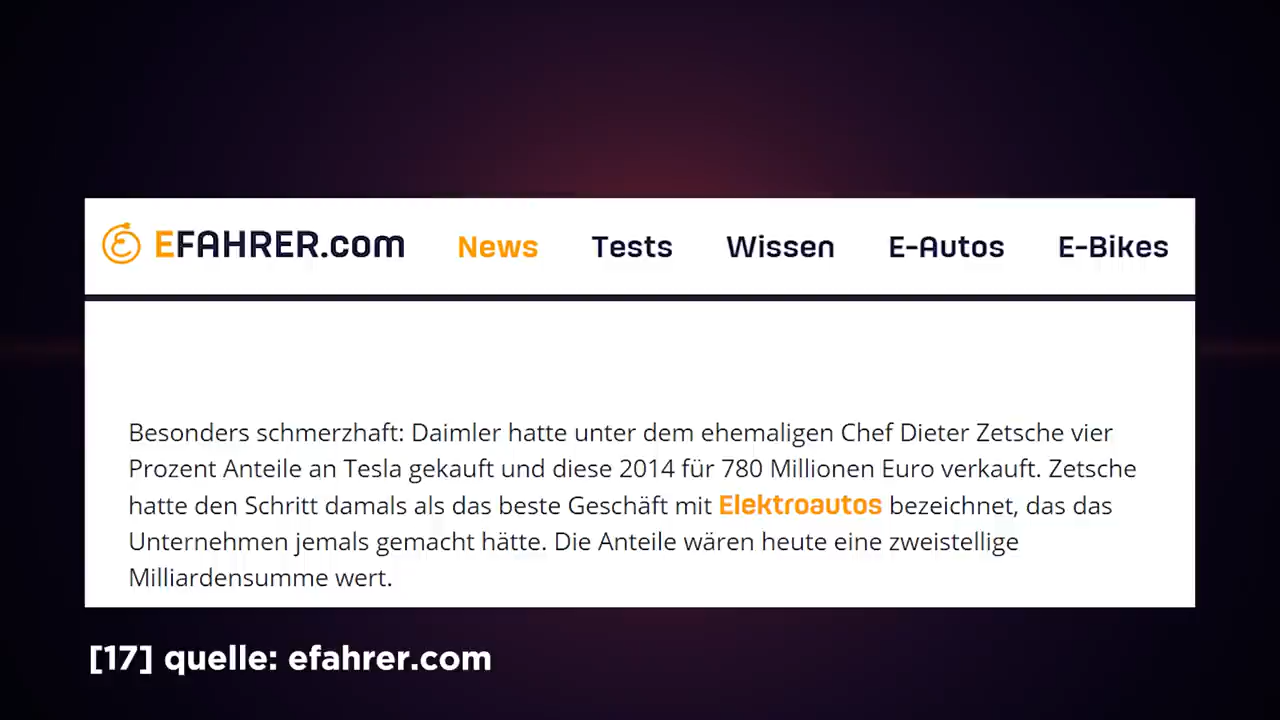 EFAHRER.com News Tests Wissen E-Autos E-Bikes
Besonders schmerzhaft: Daimler hatte unter dem ehemaligen Chef Dieter Zetsche vier
Prozent Anteile an Tesla gekauft und diese 2014 für 780 Millionen Euro verkauft. Zetsche
hatte den Schritt damals als das beste Geschäft mit Elektroautos bezeichnet, das das
Unternehmen jemals gemacht hätte. Die Anteile wären heute eine zweistellige
Milliardensumme wert.
[17] quelle: efahrer.com